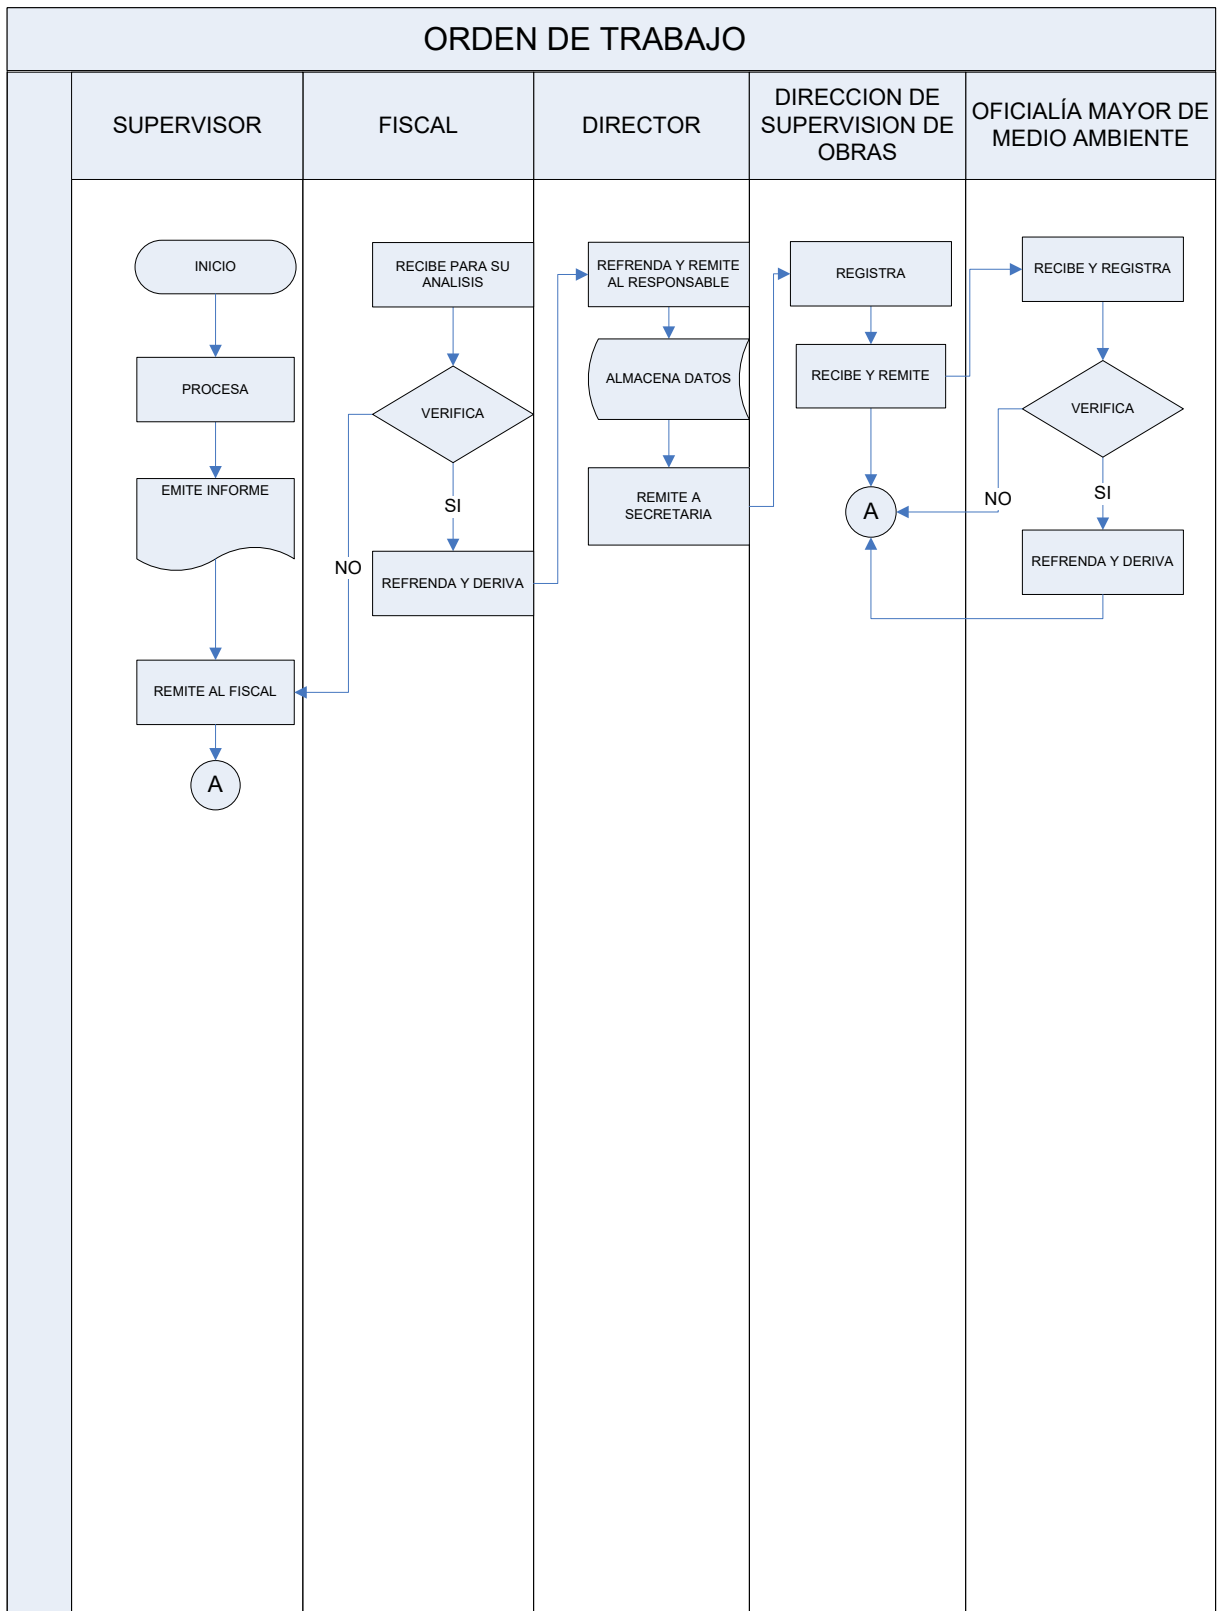 ORDEN DE TRABAJO
SUPERVISOR
FISCAL
DIRECTOR
DIRECCION DE
SUPERVISION DE
OBRAS
OFICIALÍA MAYOR DE
MEDIO AMBIENTE
INICIO
PROCESA
EMITE INFORME
REMITE AL FISCAL
A
RECIBE PARA SU
ANALISIS
VERIFICA
SI
NO
REFRENDA Y DERIVA
REFRENDA Y REMITE
AL RESPONSABLE
ALMACENA DATOS
REMITE A
SECRETARIA
REGISTRA
RECIBE Y REMITE
A
RECIBE Y REGISTRA
VERIFICA
NO
SI
REFRENDA Y DERIVA